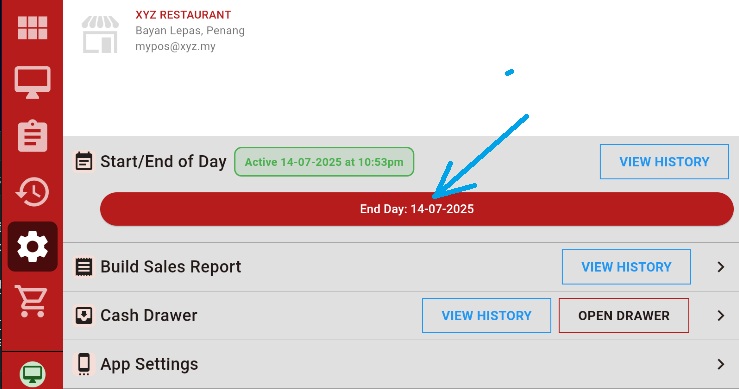 XYZ RESTAURANT
Bayan Lepas, Penang
mypos@xyz.my
Start/End of Day
Active 14-07-2025 at 10:53pm
VIEW HISTORY
End Day: 14-07-2025
Build Sales Report
VIEW HISTORY
Cash Drawer
VIEW HISTORY
OPEN DRAWER
App Settings